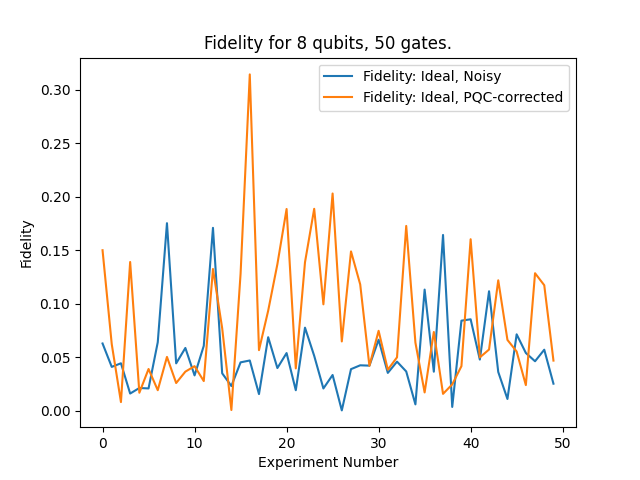 Fidelity for 8 qubits, 50 gates.
Fidelity: Ideal, Noisy
Fidelity: Ideal, PQC-corrected
Fidelity
0.30
0.25
0.20
0.15
0.10
0.05
0.00
0 10 20 30 40 50
Experiment Number